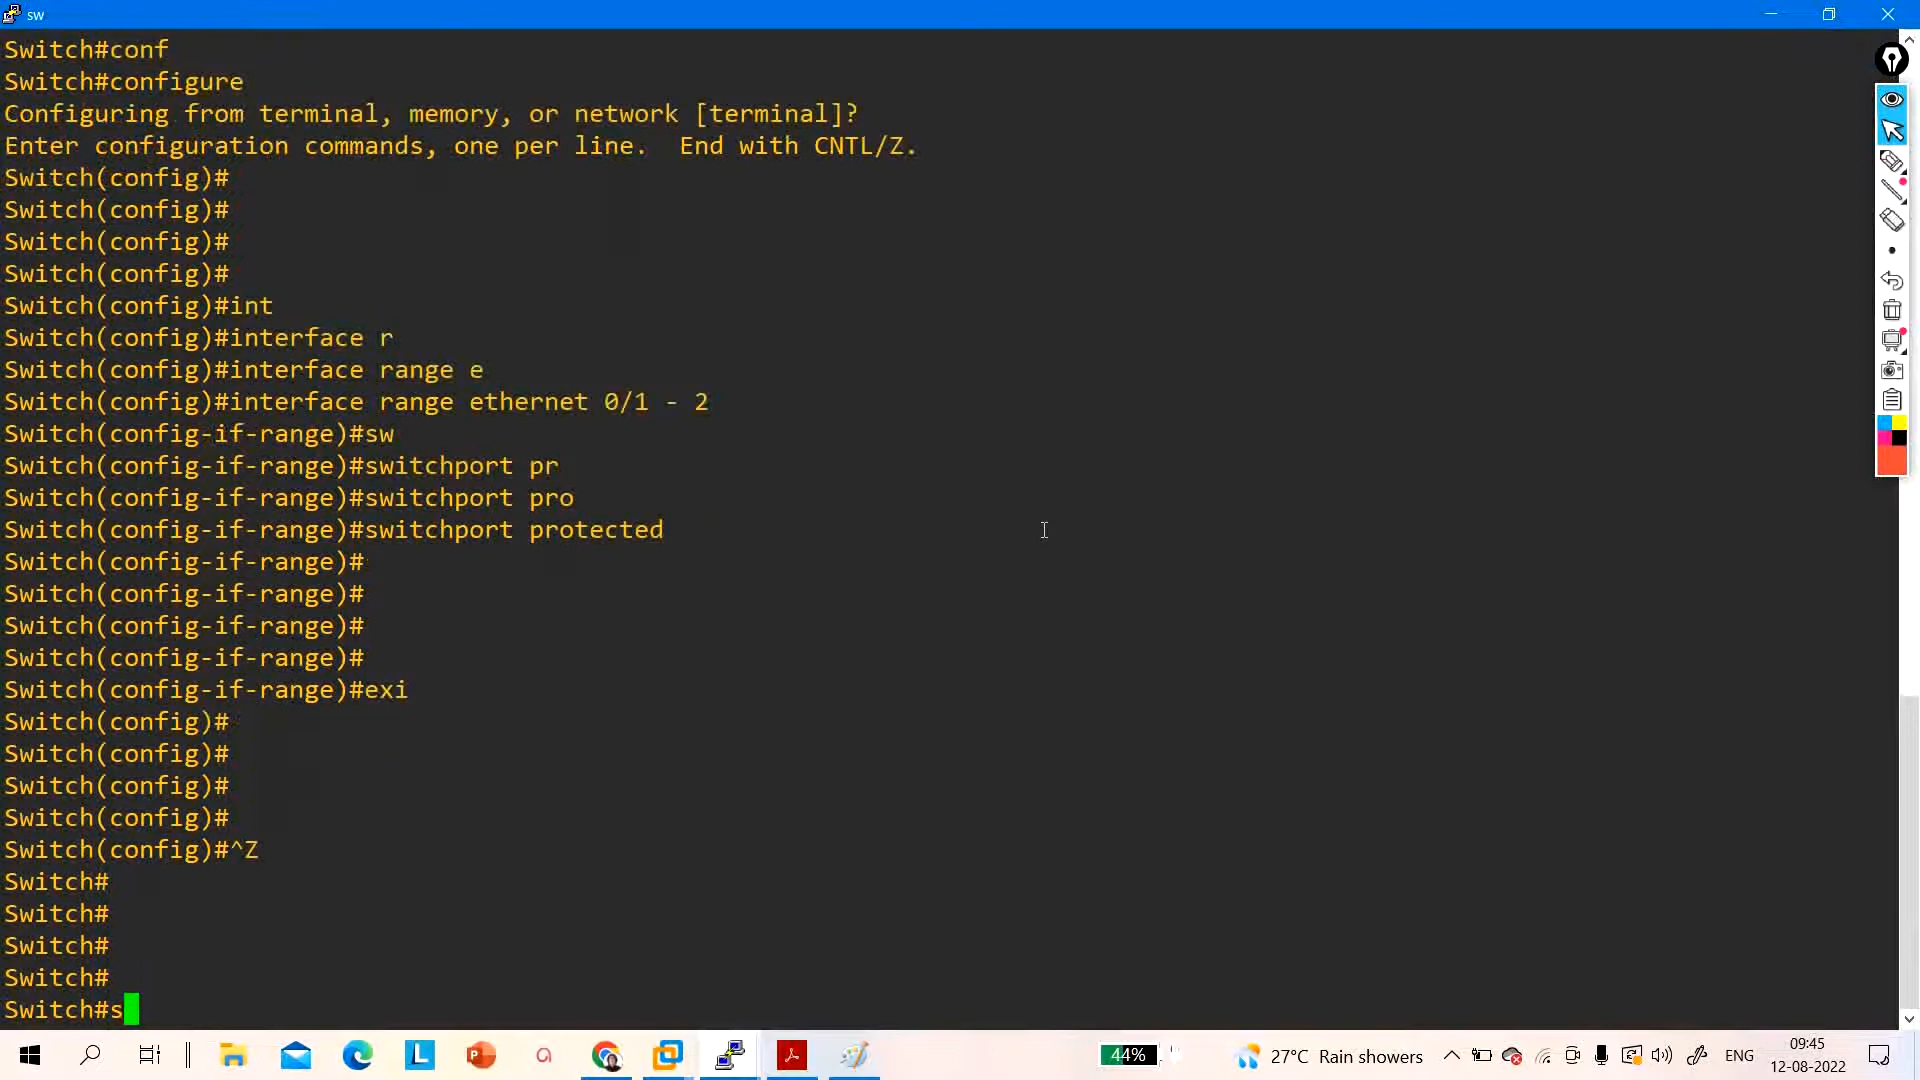 sw
Switch#conf
Switch#configure
Configuring from terminal, memory, or network [terminal]?
Enter configuration commands, one per line.  End with CNTL/Z.
Switch(config)#
Switch(config)#
Switch(config)#
Switch(config)#
Switch(config)#int
Switch(config)#interface r
Switch(config)#interface range e
Switch(config)#interface range ethernet 0/1 - 2
Switch(config-if-range)#sw
Switch(config-if-range)#switchport pr
Switch(config-if-range)#switchport pro
Switch(config-if-range)#switchport protected
Switch(config-if-range)#
Switch(config-if-range)#
Switch(config-if-range)#
Switch(config-if-range)#
Switch(config-if-range)#exi
Switch(config)#
Switch(config)#
Switch(config)#
Switch(config)#
Switch(config)#^Z
Switch#
Switch#
Switch#
Switch#
Switch#s
44%
27°C Rain showers
ENG
09:45
12-08-2022